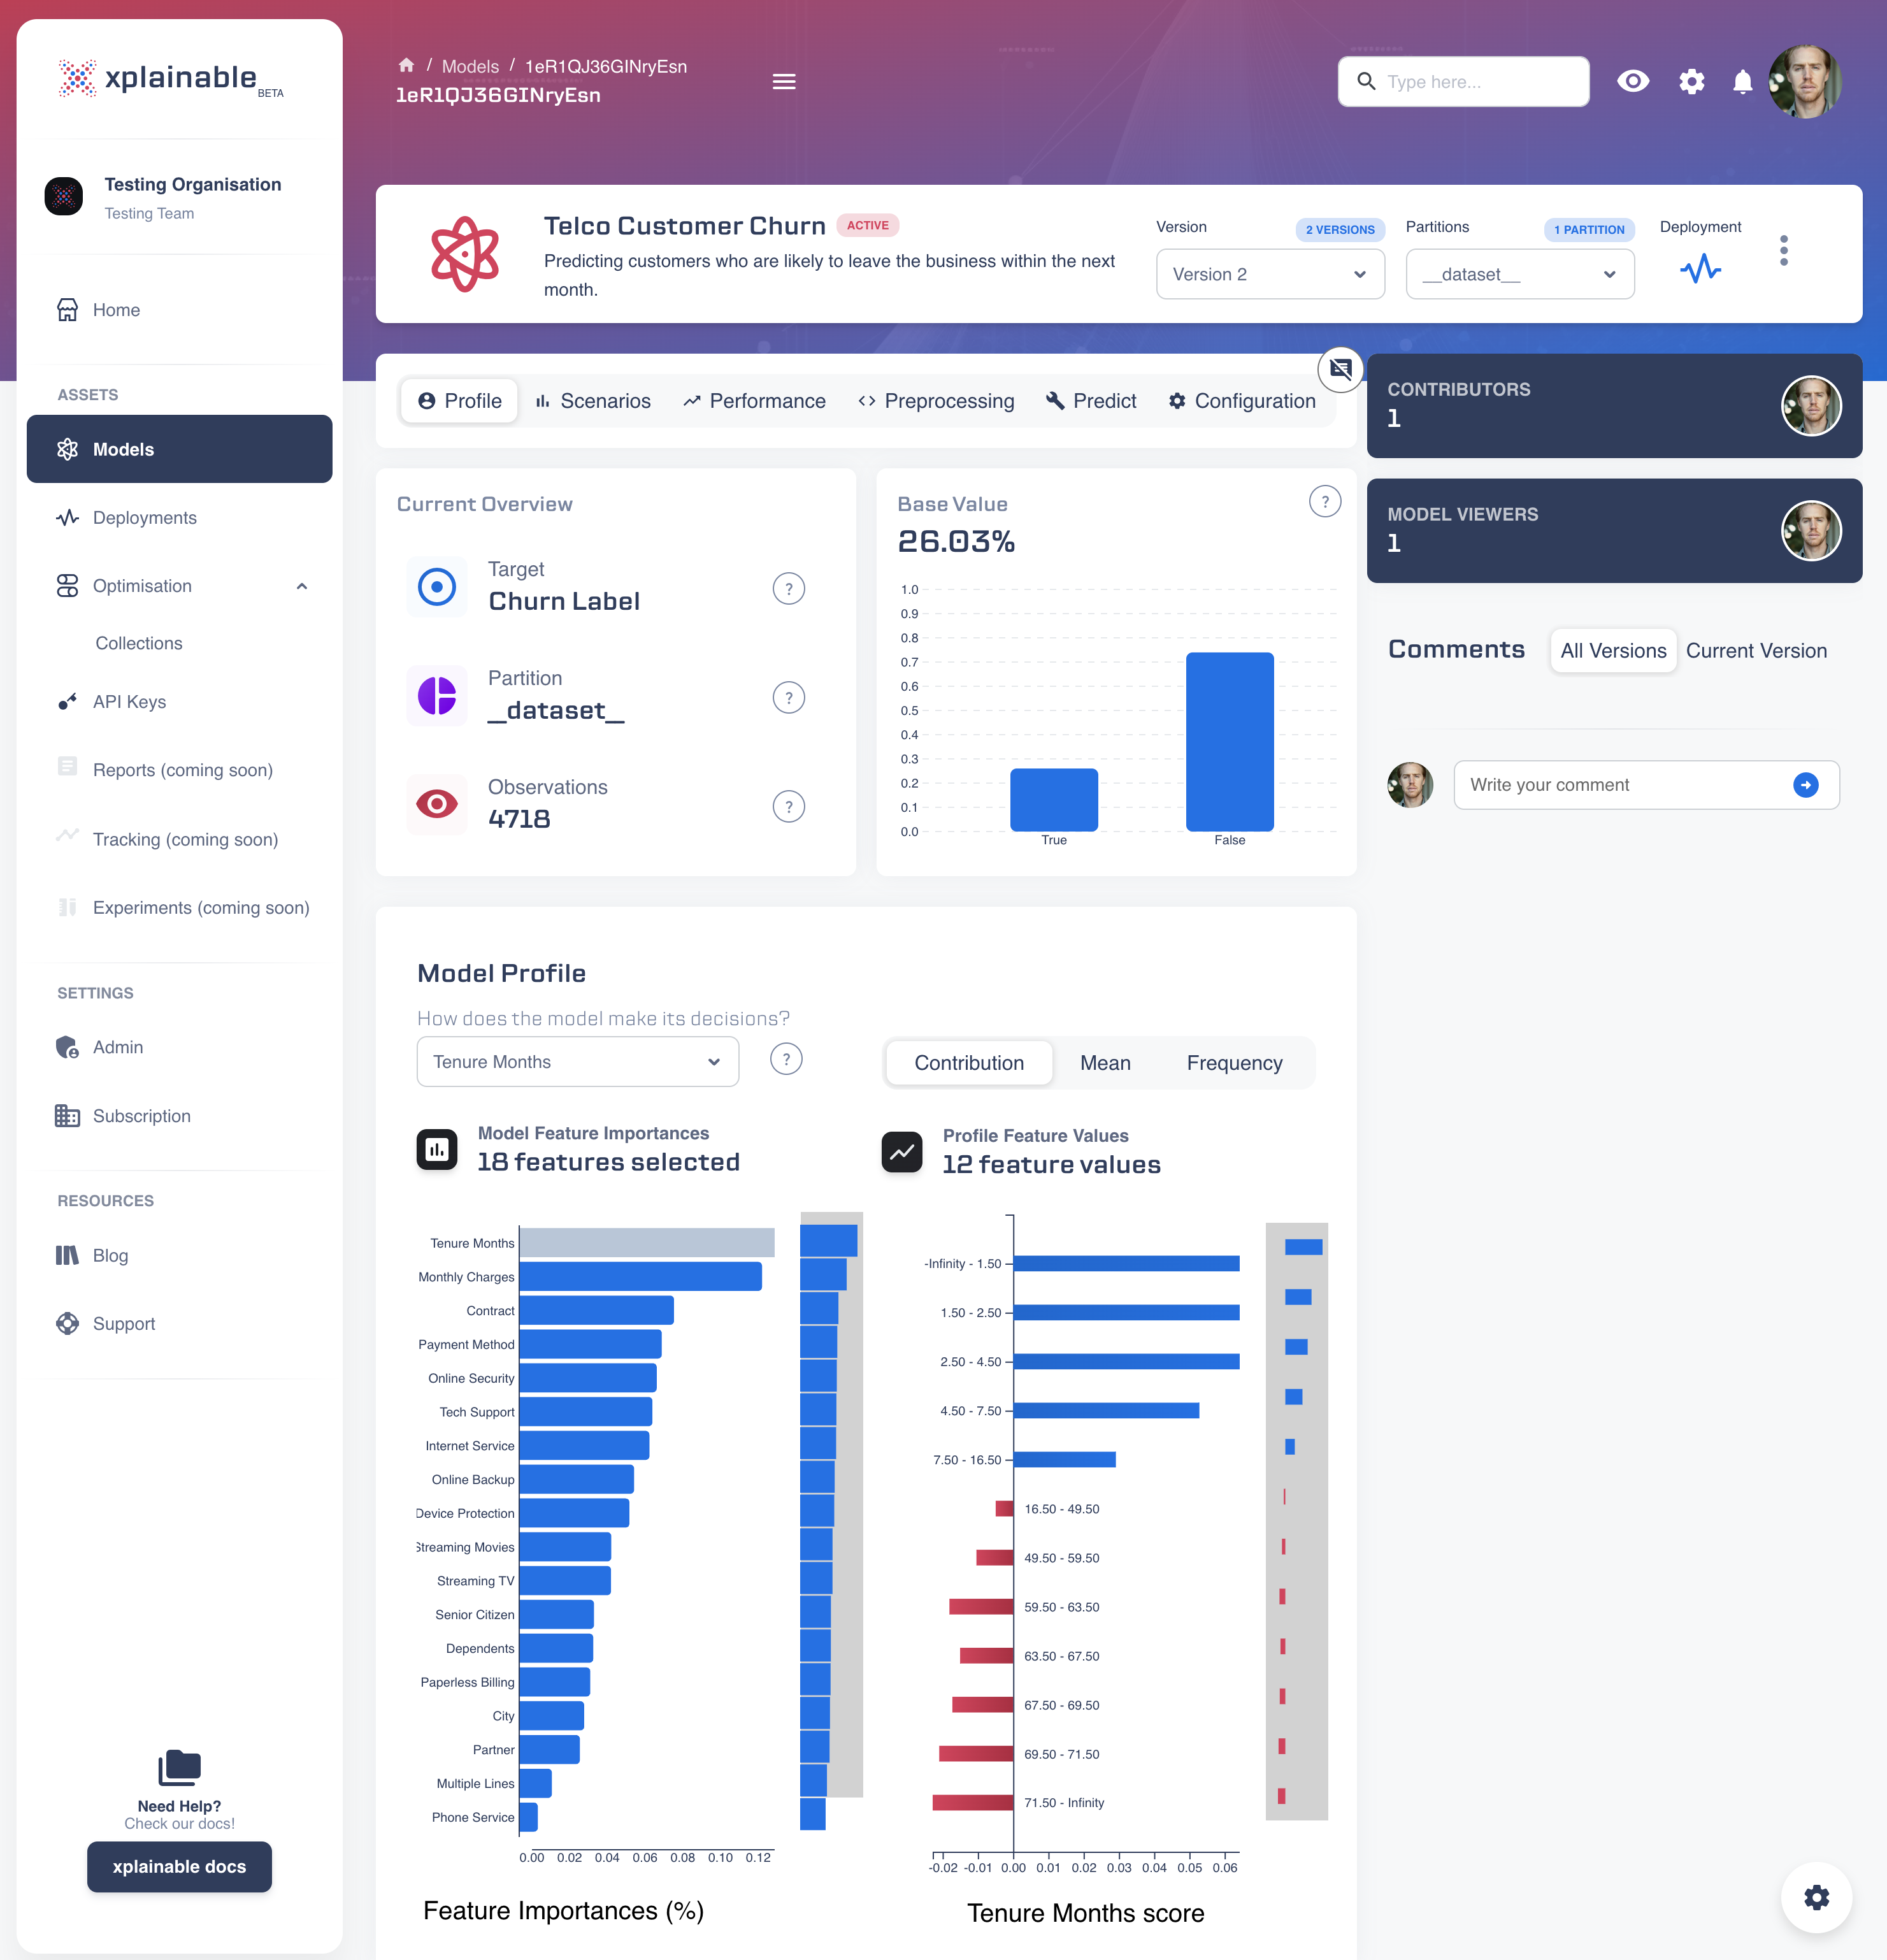 xplainable BETA
Testing Organisation
Testing Team
Home
ASSETS
Models
Deployments
Optimisation
Collections
API Keys
Reports (coming soon)
Tracking (coming soon)
Experiments (coming soon)
SETTINGS
Admin
Subscription
RESOURCES
Blog
Support
Need Help?
Check our docs!
xplainable docs
/ Models / 1eR1QJ36GINryEsn
1eR1QJ36GINryEsn
Type here...
Telco Customer Churn ACTIVE
Predicting customers who are likely to leave the business within the next
month.
Version 2 VERSIONS
Version 2
Partitions 1 PARTITION
__dataset__
Deployment
Profile Scenarios Performance Preprocessing Predict Configuration
CONTRIBUTORS
1
MODEL VIEWERS
1
Comments All Versions Current Version
Write your comment
Current Overview
Target
Churn Label
?
Partition
__dataset__
?
Observations
4718
?
Base Value
26.03%
?
1.0
0.9
0.8
0.7
0.6
0.5
0.4
0.3
0.2
0.1
0.0
True False
Model Profile
How does the model make its decisions?
Tenure Months
?
Contribution Mean Frequency
Model Feature Importances
18 features selected
Tenure Months
Monthly Charges
Contract
Payment Method
Online Security
Tech Support
Internet Service
Online Backup
Device Protection
Streaming Movies
Streaming TV
Senior Citizen
Dependents
Paperless Billing
City
Partner
Multiple Lines
Phone Service
0.00 0.02 0.04 0.06 0.08 0.10 0.12
Feature Importances (%)
Profile Feature Values
12 feature values
-Infinity - 1.50
1.50 - 2.50
2.50 - 4.50
4.50 - 7.50
7.50 - 16.50
16.50 - 49.50
49.50 - 59.50
59.50 - 63.50
63.50 - 67.50
67.50 - 69.50
69.50 - 71.50
71.50 - Infinity
-0.02 -0.01 0.00 0.01 0.02 0.03 0.04 0.05 0.06
Tenure Months score